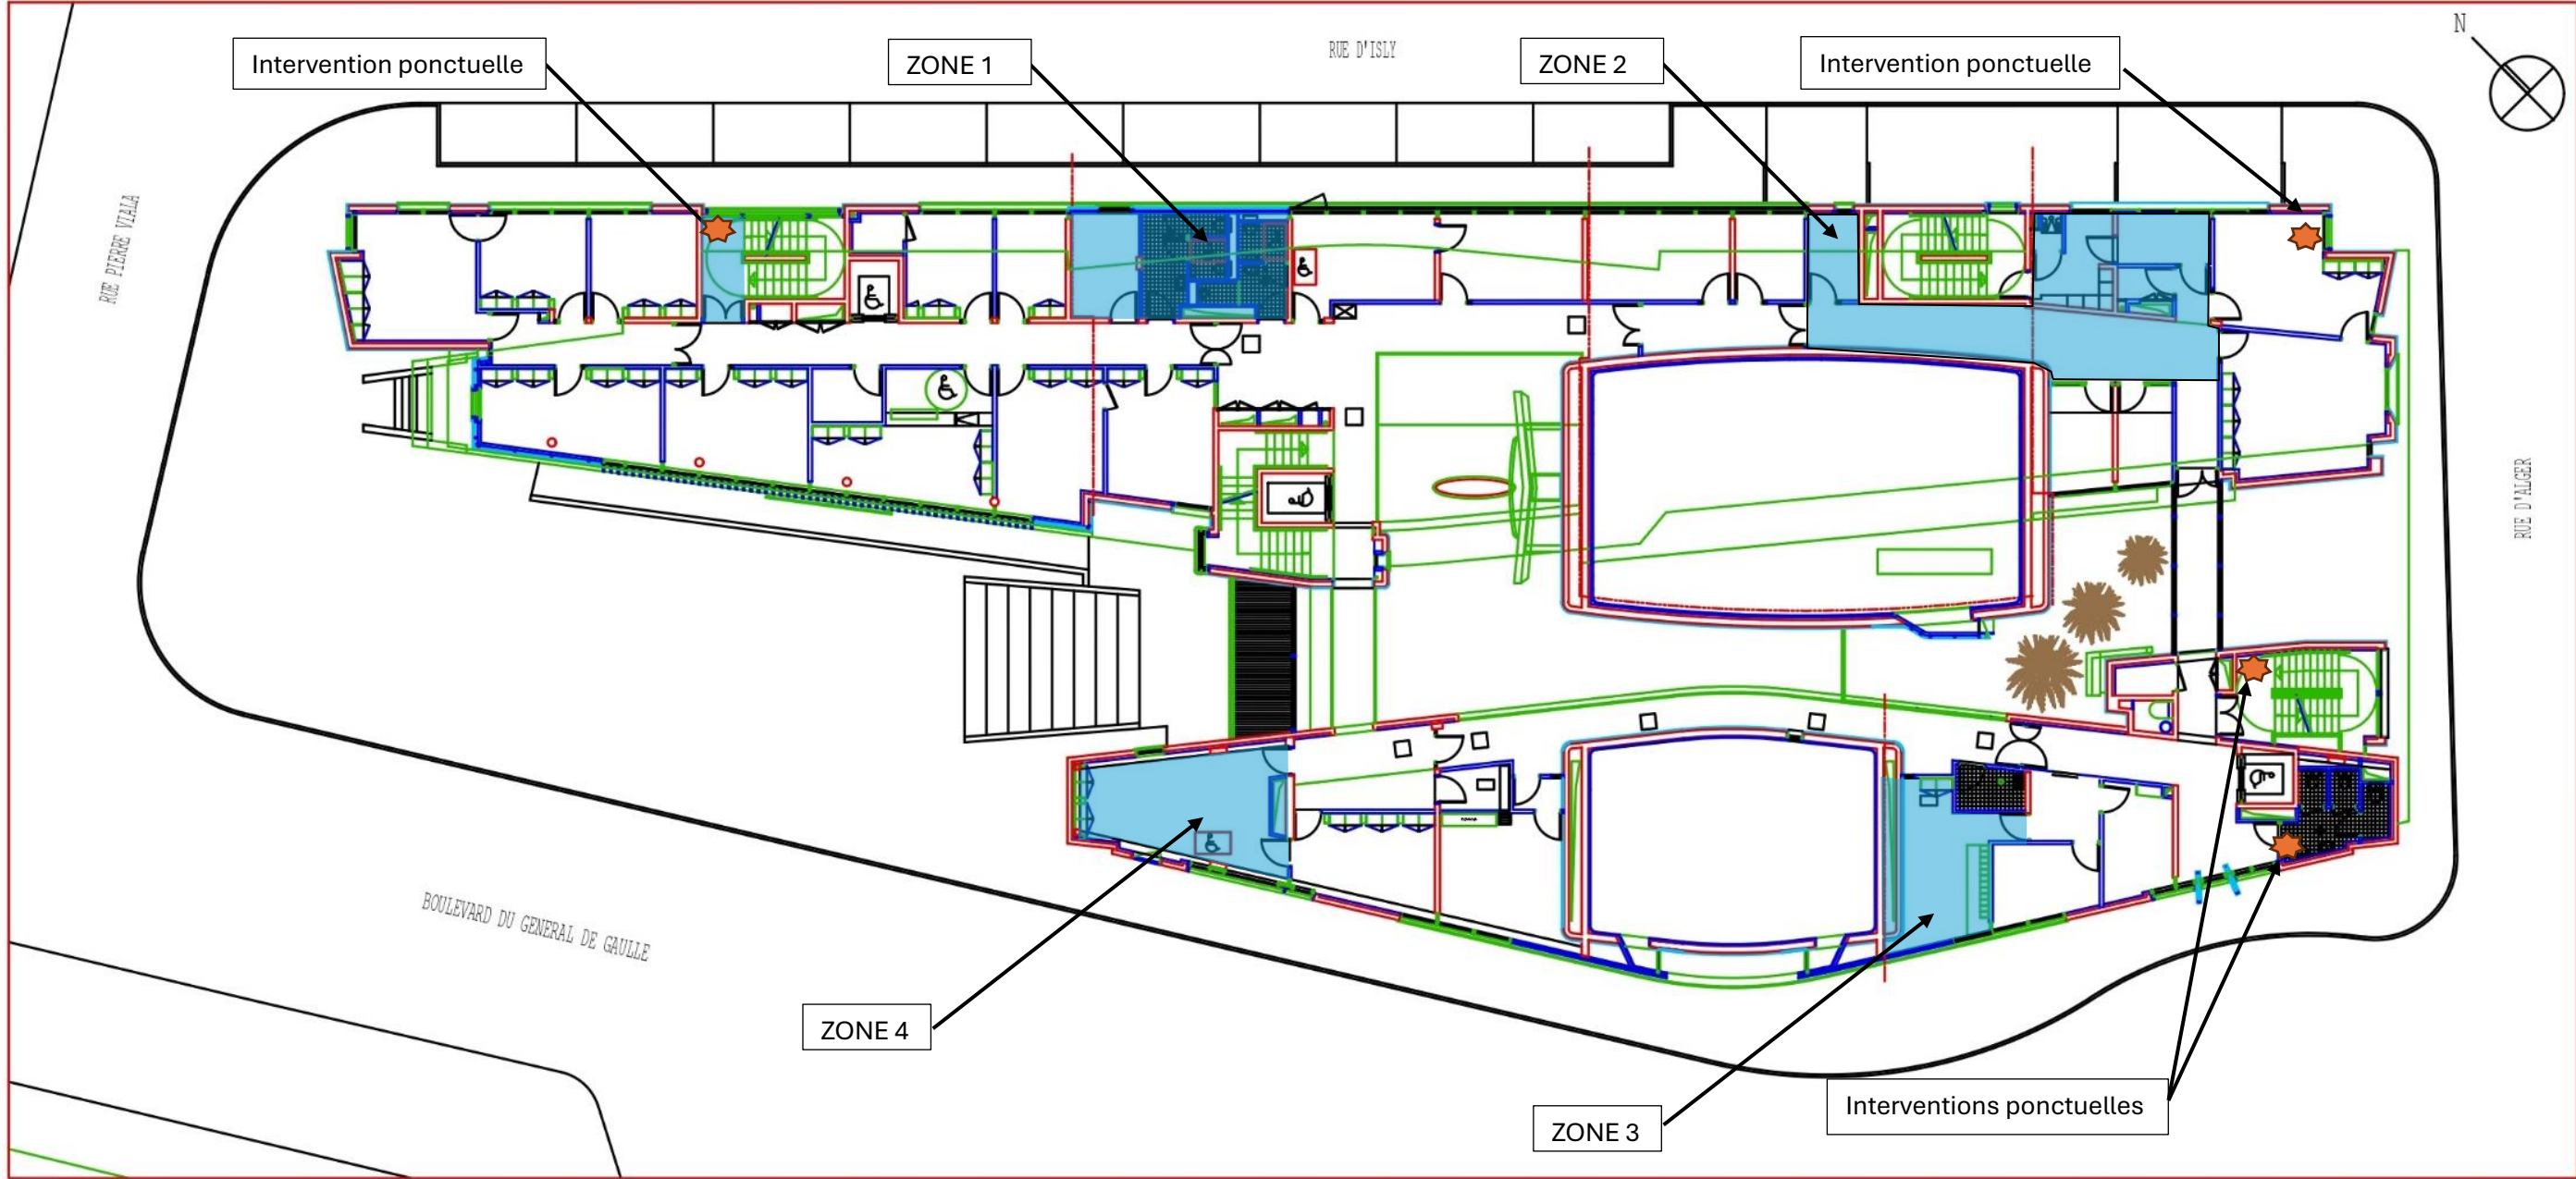 N
RUE D'ISLY
Intervention ponctuelle
ZONE 1
ZONE 2
Intervention ponctuelle
RUE PIERRE VIALA
RUE D'ALGER
BOULEVARD DU GENERAL DE GAULLE
ZONE 4
ZONE 3
Interventions ponctuelles